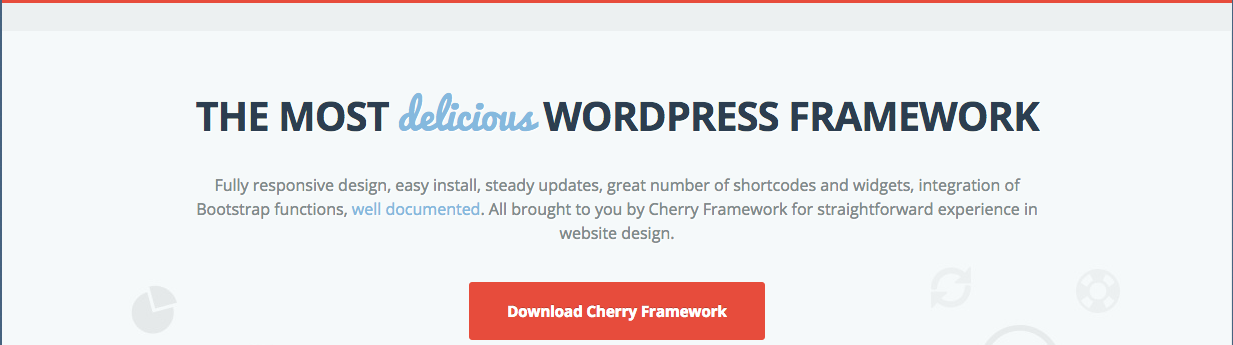 THE MOST delicious WORDPRESS FRAMEWORK
Fully responsive design, easy install, steady updates, great number of shortcodes and widgets, integration of
Bootstrap functions, well documented. All brought to you by Cherry Framework for straightforward experience in
website design.
Download Cherry Framework